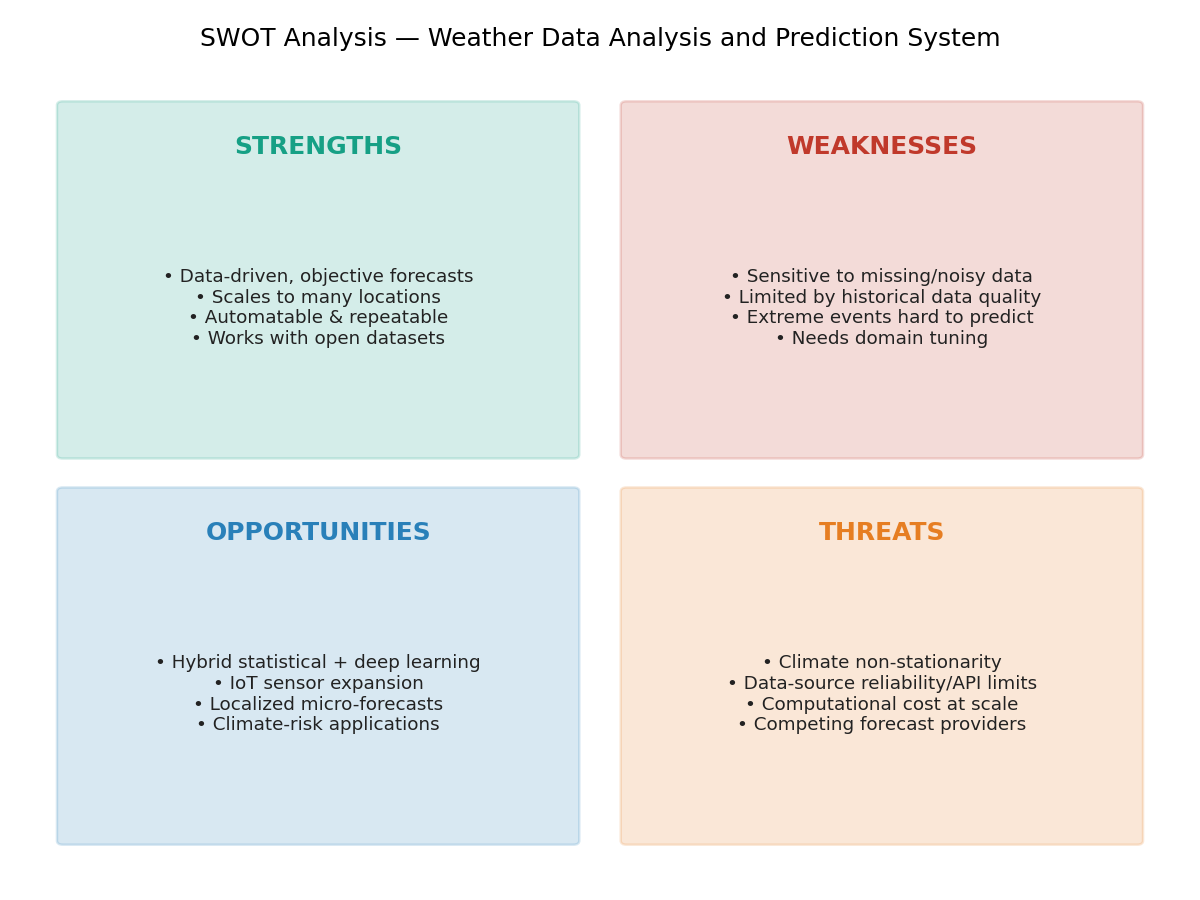 SWOT Analysis — Weather Data Analysis and Prediction System
STRENGTHS
• Data-driven, objective forecasts
• Scales to many locations
• Automatable & repeatable
• Works with open datasets
WEAKNESSES
• Sensitive to missing/noisy data
• Limited by historical data quality
• Extreme events hard to predict
• Needs domain tuning
OPPORTUNITIES
• Hybrid statistical + deep learning
• IoT sensor expansion
• Localized micro-forecasts
• Climate-risk applications
THREATS
• Climate non-stationarity
• Data-source reliability/API limits
• Computational cost at scale
• Competing forecast providers